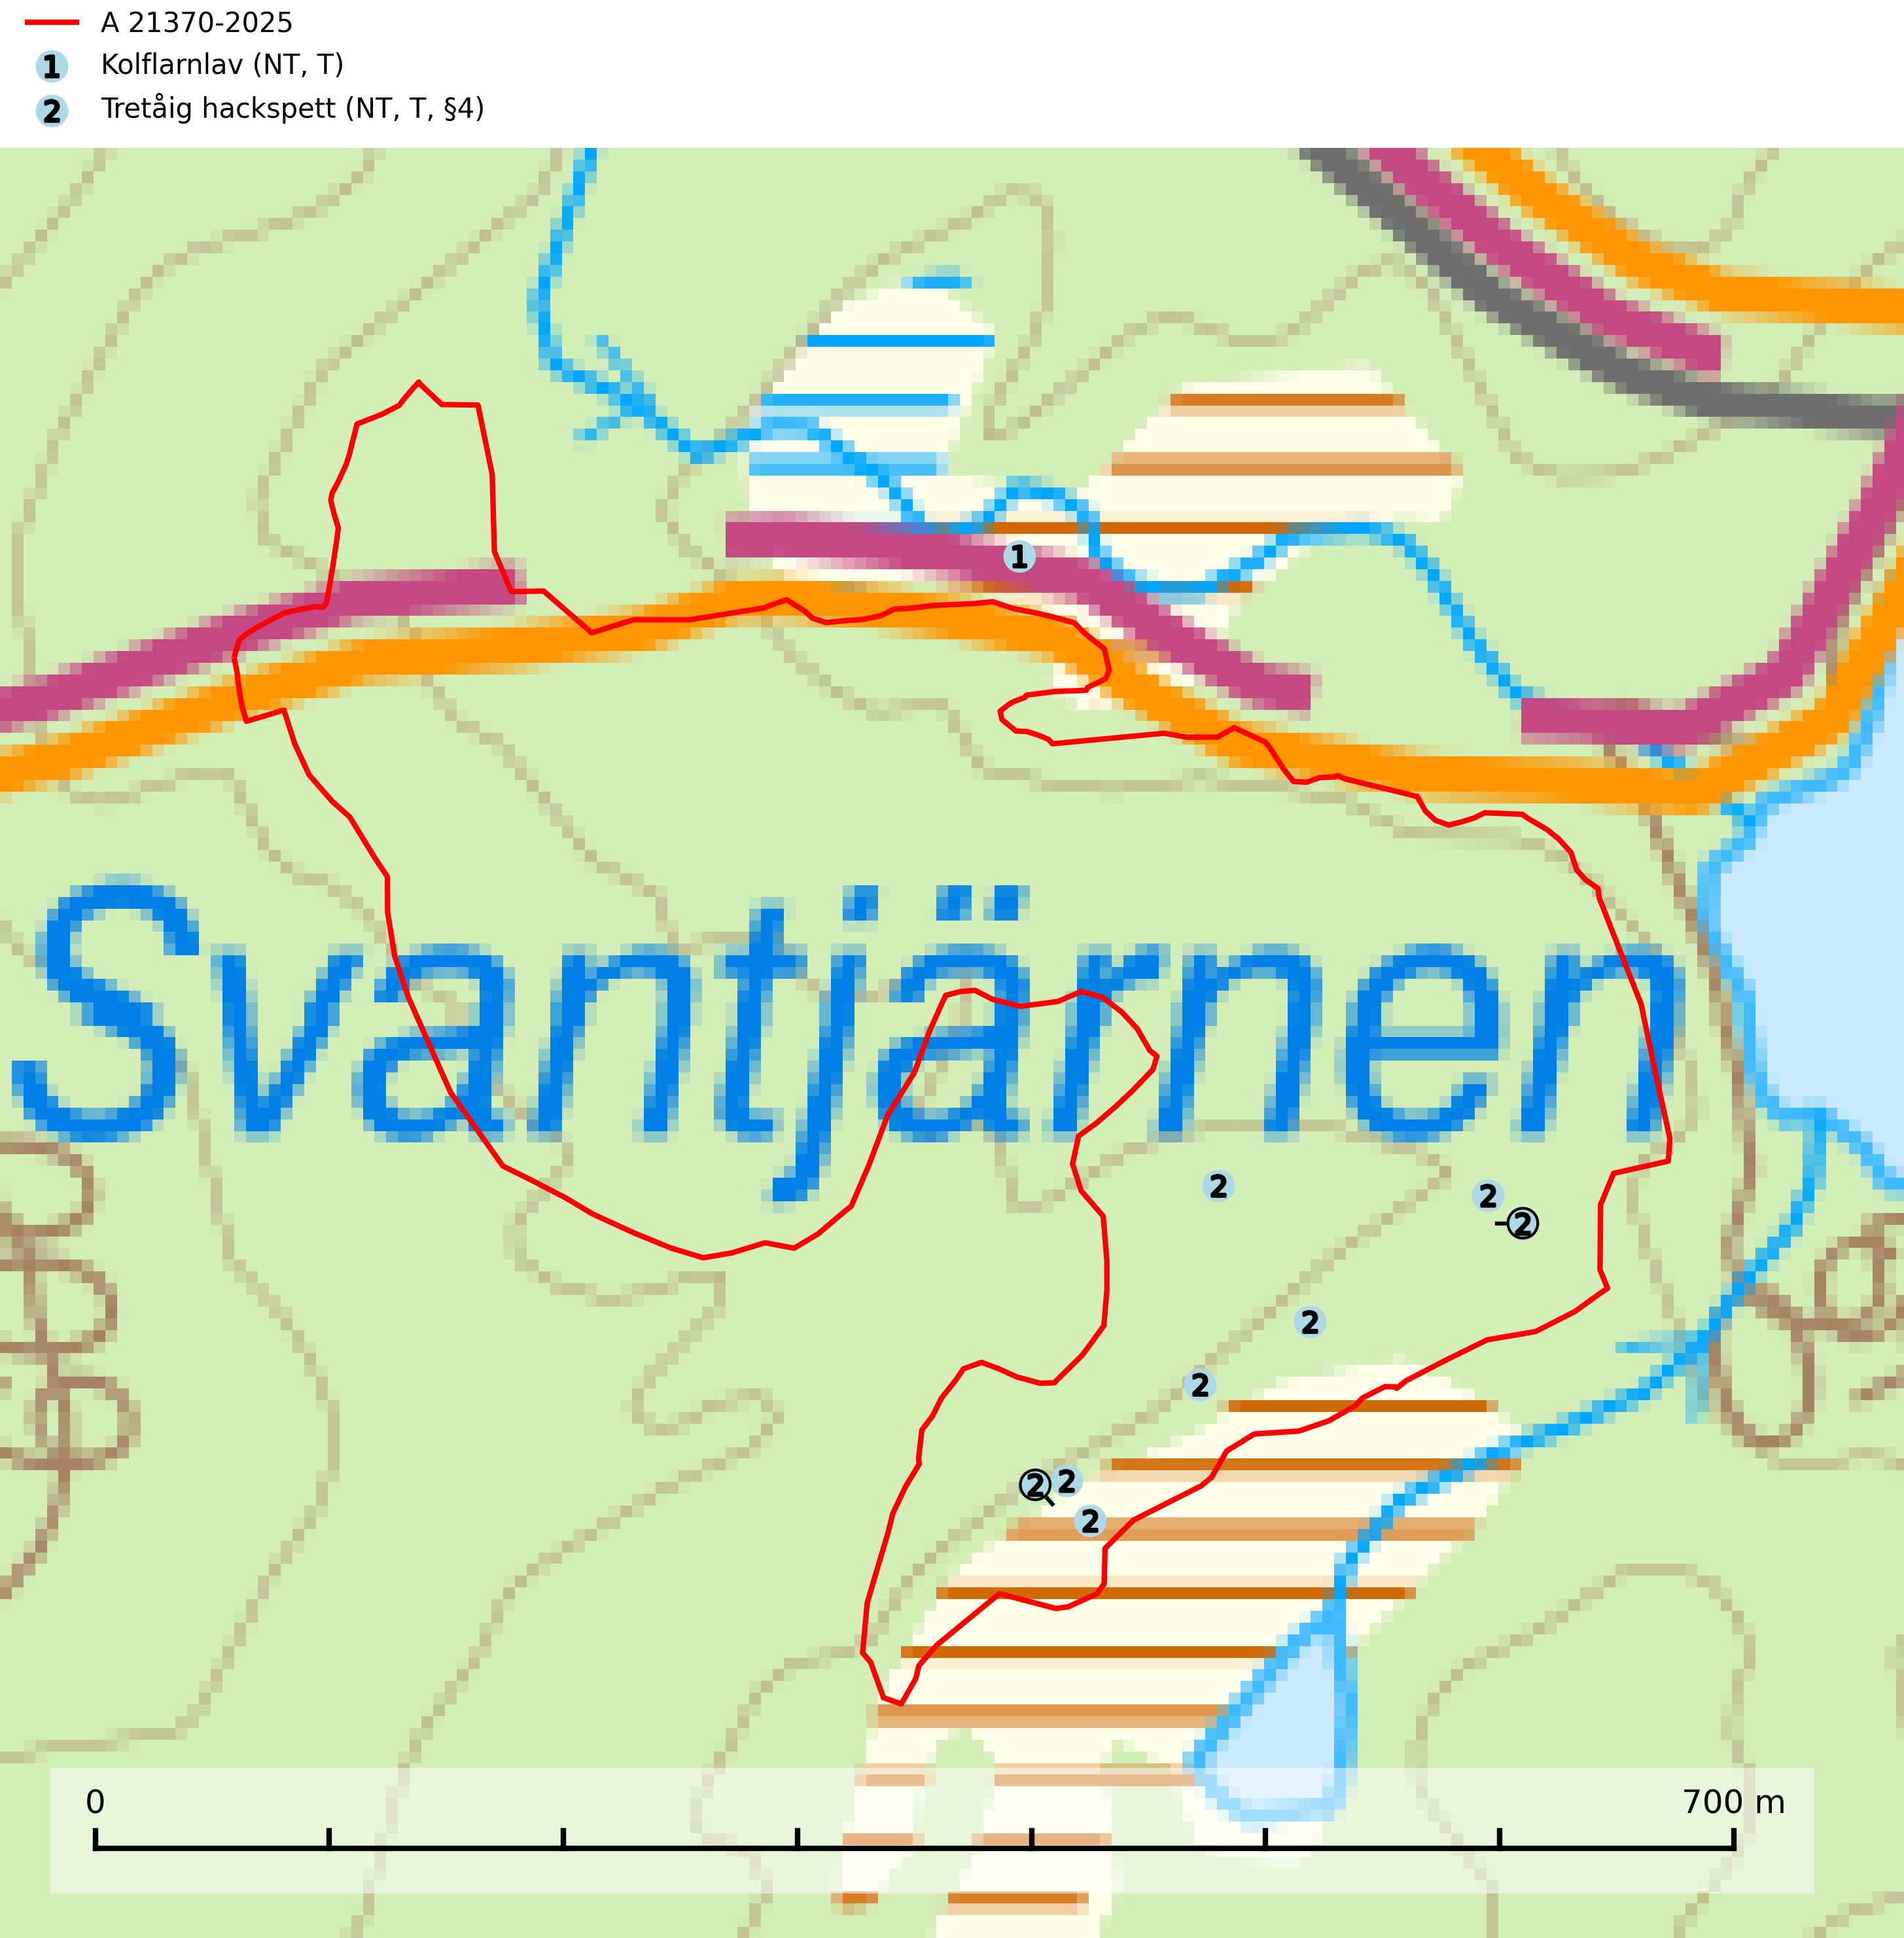 A 21370-2025
1 Kolflarnlav (NT, T)
2 Tretåig hackspett (NT, T, §4)
1
Svantjärnen
2
2
2
2
2
2 2
2
0 700 m